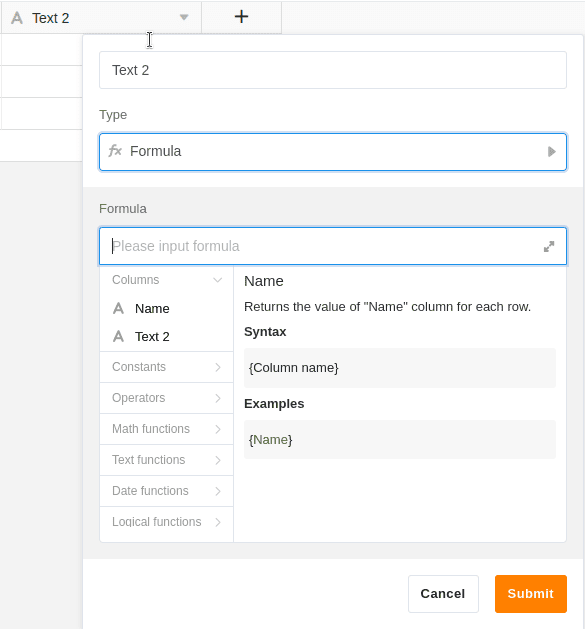 Text 2
Text 2
Type
Formula
Formula
Please input formula
Columns
Name
Text 2
Constants
Operators
Math functions
Text functions
Date functions
Logical functions
Name
Returns the value of "Name" column for each row.
Syntax
{Column name}
Examples
{Name}
Cancel
Submit